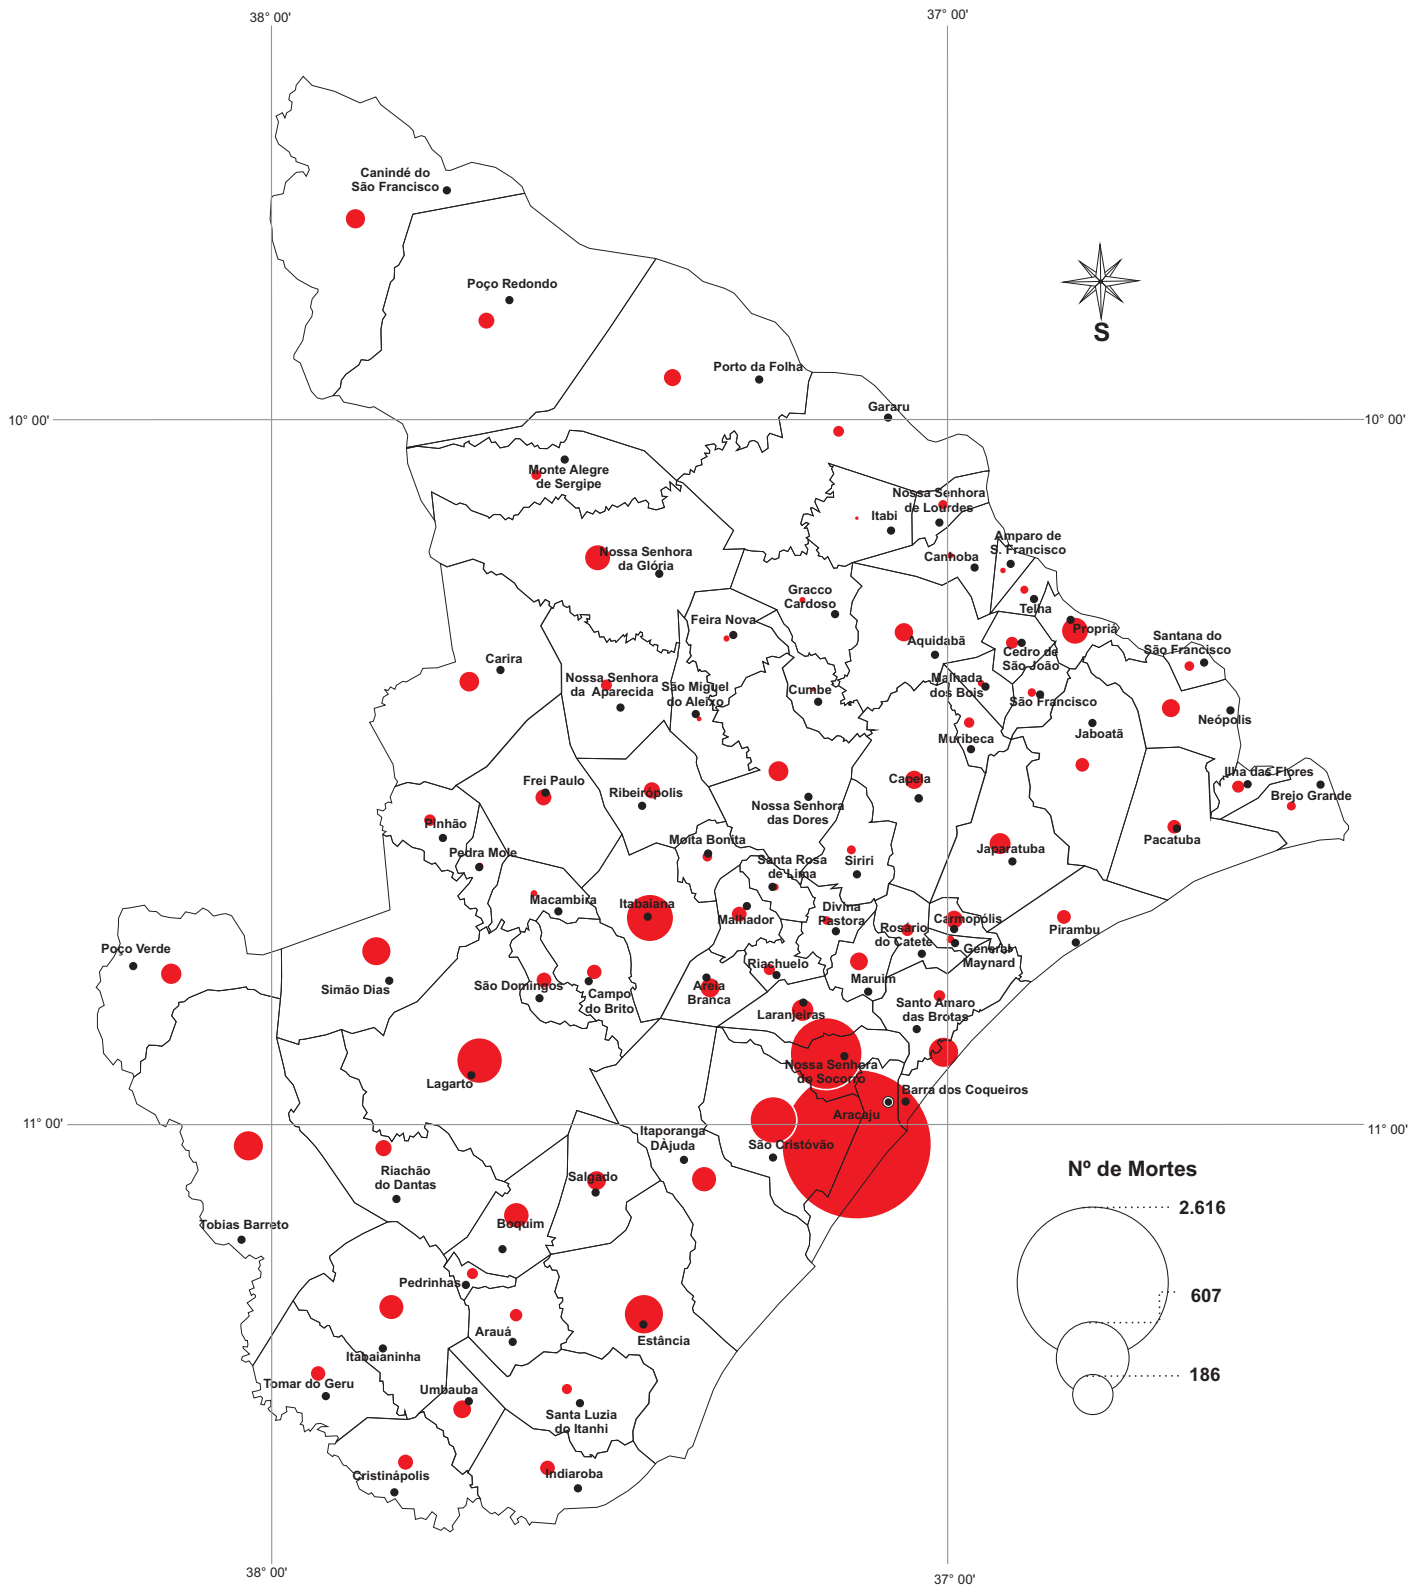 38° 00'
37° 00'
Canindé do
São Francisco
Poço Redondo
S
Porto da Folha
Gararu
10° 00'
10° 00'
Monte Alegre
de Sergipe
Nossa Senhora
de Lourdes
Itabi
Amparo de
S. Francisco
Canhoba
Nossa Senhora
da Glória
Gracco
Cardoso
Telha
Feira Nova
Propriá
Aquidabã
Santana do
São Francisco
Cedro de
São João
Carira
Nossa Senhora
da Aparecida
São Miguel
do Aleixo
Cumbe
Malhada
dos Bois
São Francisco
Neópolis
Jaboatã
Muribeca
Frei Paulo
Ribeirópolis
Capela
Ilha das Flores
Brejo Grande
Nossa Senhora
das Dores
Pinhão
Pacatuba
Moita Bonita
Japaratuba
Pedra Mole
Santa Rosa
de Lima
Siriri
Macambira
Itabaiana
Malhador
Divina
Pastora
Carmopólis
Rosário
do Catete
Pirambu
General
Maynard
Poço Verde
Simão Dias
São Domingos
Campo
do Brito
Areia
Branca
Riachuelo
Maruim
Santo Amaro
das Brotas
Laranjeiras
Nossa Senhora
do Socorro
Lagarto
Barra dos Coqueiros
Aracaju
11° 00'
11° 00'
Itaporanga
DÀjuda
São Cristóvão
Riachão
do Dantas
Salgado
Nº de Mortes
2.616
Tobias Barreto
Boquim
Pedrinhas
607
Arauá
Estância
Itabaianinha
186
Tomar do Geru
Umbauba
Santa Luzia
do Itanhi
Cristinápolis
Indiaroba
38° 00'
37° 00'